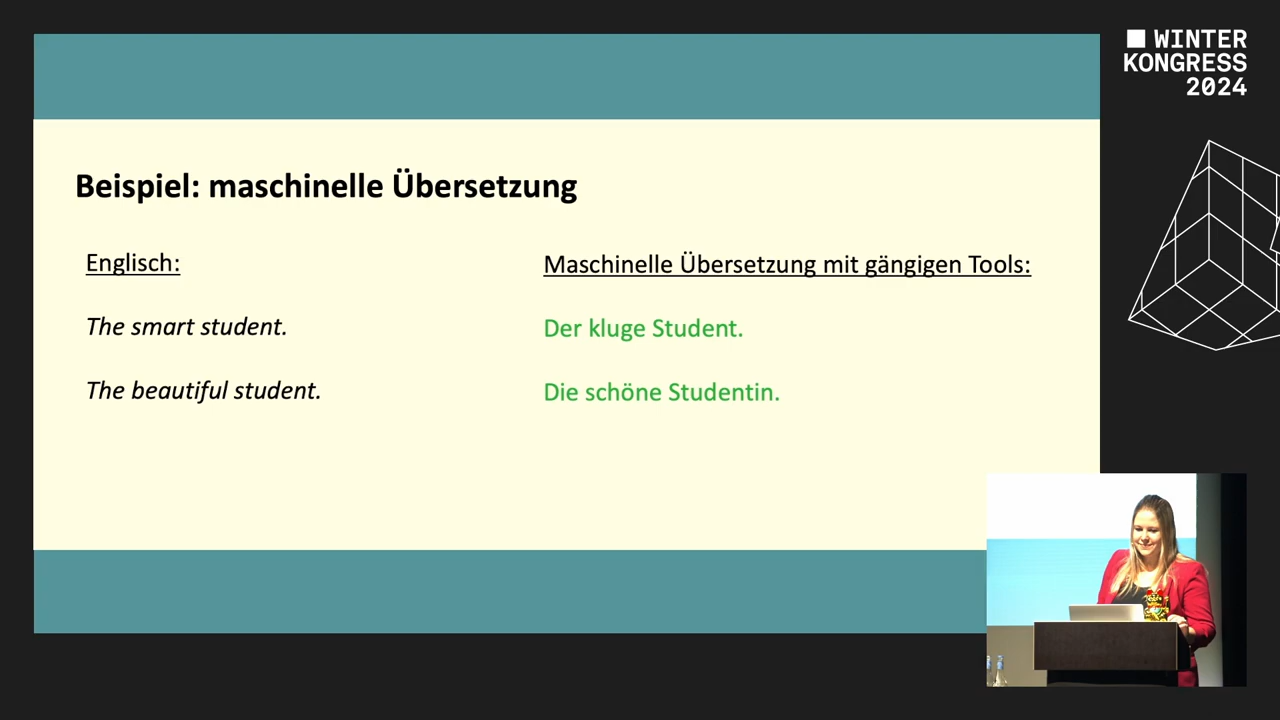 WINTER
KONGRESS
2024
Beispiel: maschinelle Übersetzung
Englisch:
Maschinelle Übersetzung mit gängigen Tools:
The smart student.
Der kluge Student.
The beautiful student.
Die schöne Studentin.